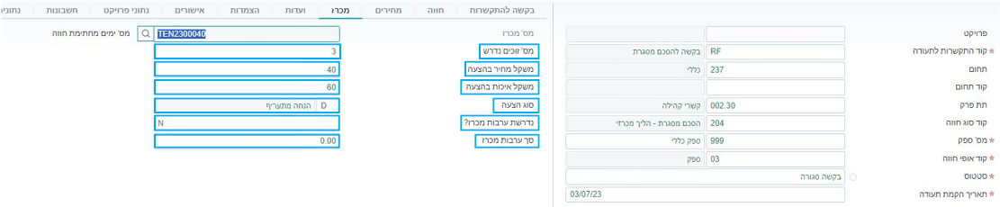 בקשה להתקשרות חוזה מחירים מכרז ועדות הצמדות אישורים נתוני פרויקט חשבונות נתוני
פרויקט
קוד התקשרות לתעודה* RF בקשה להסכם מסגרת
תחום 237 כללי
קוד תחום
תת פרק 002.30 קשרי קהילה
קוד סוג חוזה 204 הסכם מסגרת - הליך מכרזי
מס' ספק* 999 ספק כללי
קוד אופי חוזה* 03 ספק
סטטוס* בקשה סגורה
תאריך הקמת תעודה* 03/07/23
מס' מכרז TEN2300040 מס' ימים מחתימת חוזה
מס' זוכים נדרש 3
משקל מחיר בהצעה 40
משקל איכות בהצעה 60
סוג הצעה D הנחה מתעריף
נדרשת ערבות מכרז? N
סך ערבות מכרז 0.00